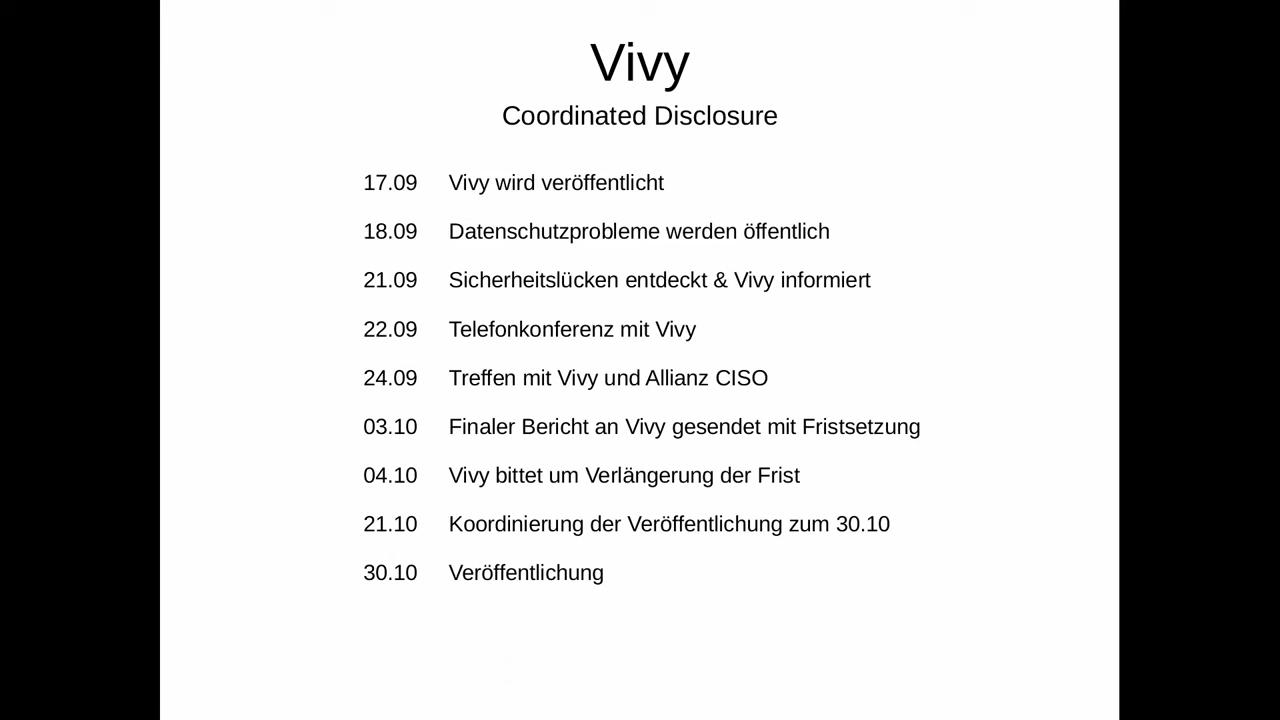 Vivy
Coordinated Disclosure
17.09 Vivy wird veröffentlicht
18.09 Datenschutzprobleme werden öffentlich
21.09 Sicherheitslücken entdeckt & Vivy informiert
22.09 Telefonkonferenz mit Vivy
24.09 Treffen mit Vivy und Allianz CISO
03.10 Finaler Bericht an Vivy gesendet mit Fristsetzung
04.10 Vivy bittet um Verlängerung der Frist
21.10 Koordinierung der Veröffentlichung zum 30.10
30.10 Veröffentlichung